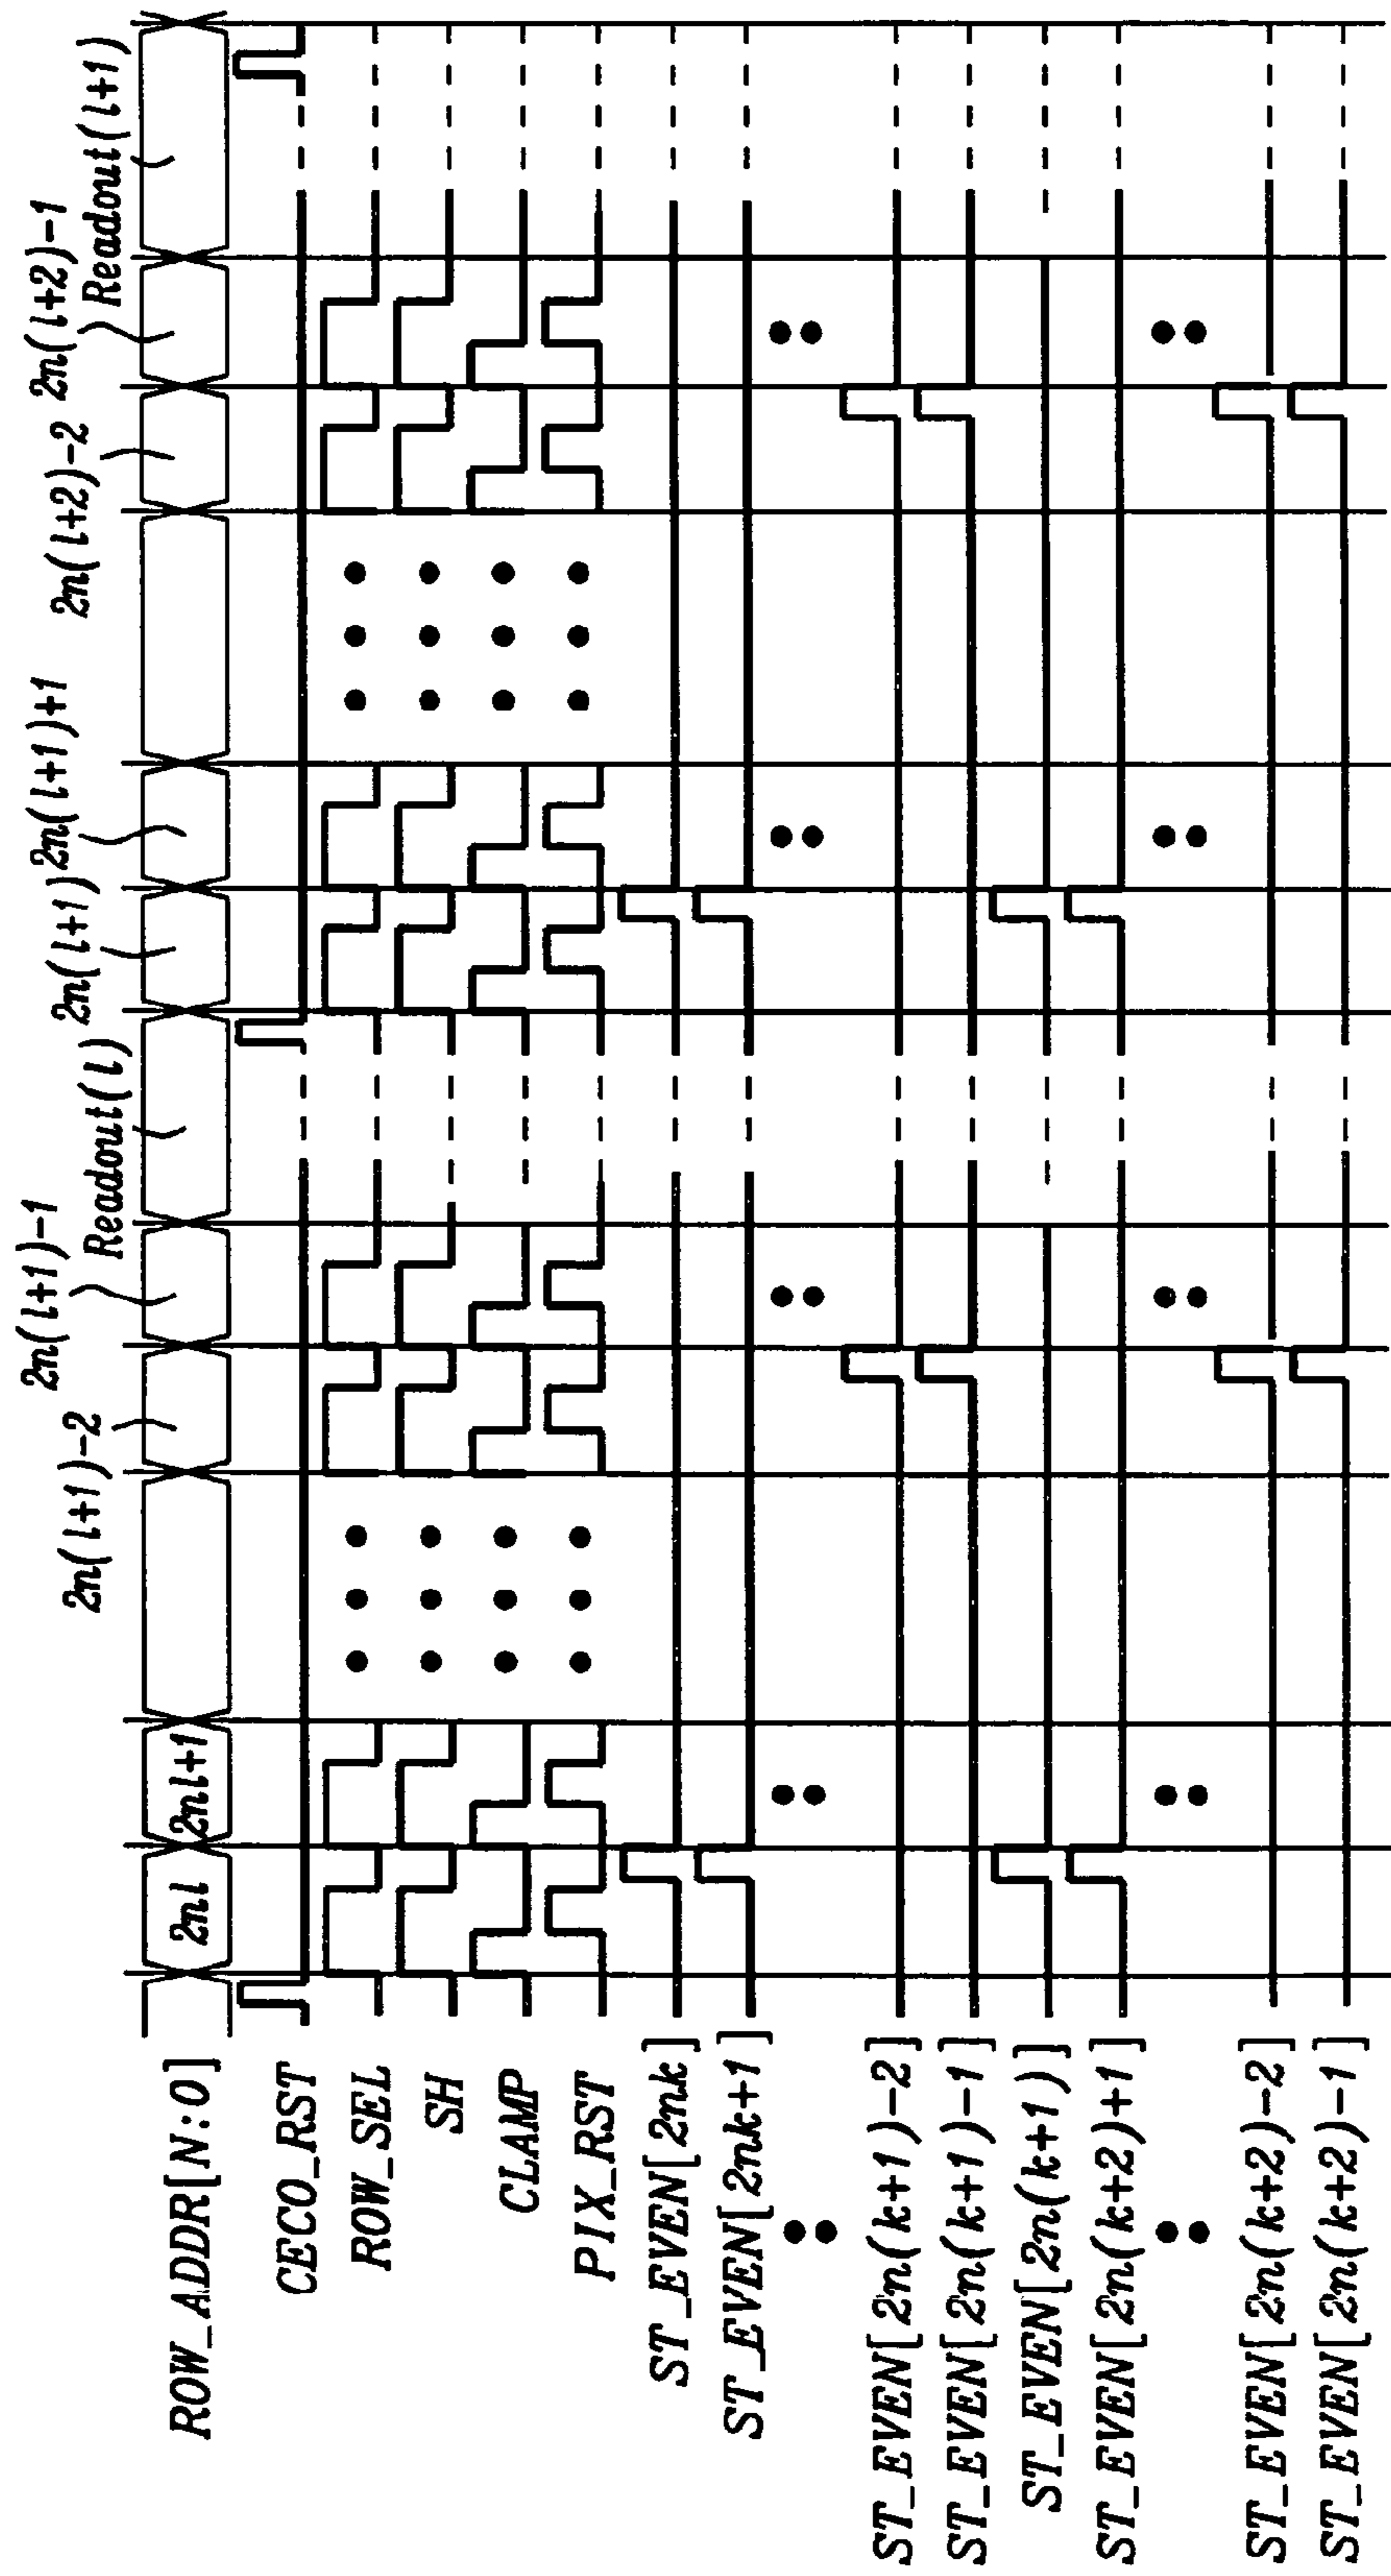 2nl
2nl+1
2n(l+1)-2
2n(l+1)-1
Readout(l)
2n(l+1)
2n(l+1)+1
2n(l+2)-2
2n(l+2)-1
Readout(l+1)
ROW_ADDR[N:0]
CECO_RST
ROW_SEL
SH
CLAMP
PIX_RST
ST_EVEN[2nk]
ST_EVEN[2nk+1]
ST_EVEN[2n(k+1)-2]
ST_EVEN[2n(k+1)-1]
ST_EVEN[2n(k+1)]
ST_EVEN[2n(k+2)+1]
ST_EVEN[2n(k+2)-2]
ST_EVEN[2n(k+2)-1]